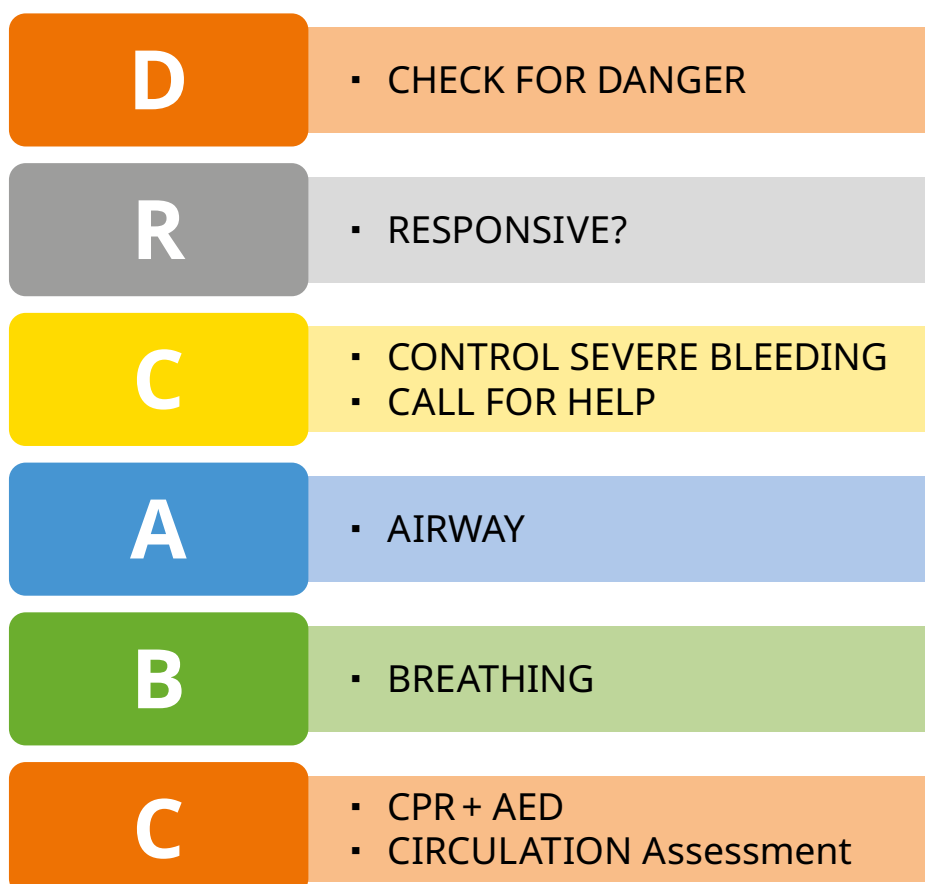 D
▪ CHECK FOR DANGER
R
▪ RESPONSIVE?
C
▪ CONTROL SEVERE BLEEDING
▪ CALL FOR HELP
A
▪ AIRWAY
B
▪ BREATHING
C
▪ CPR + AED
▪ CIRCULATION Assessment